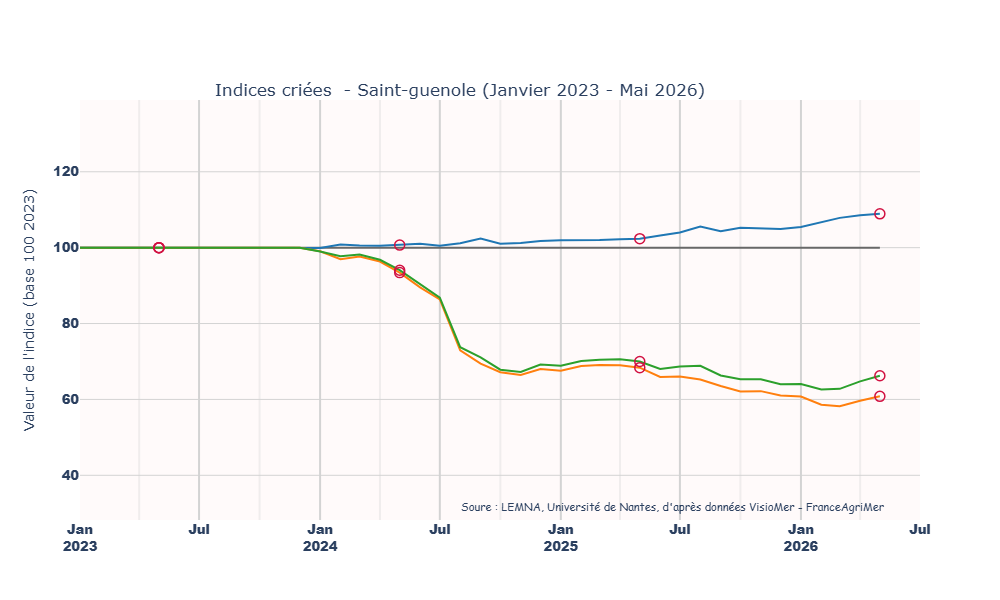 Indices criées - Saint-guenole (Janvier 2023 - Mai 2026)
Valeur de l'indice (base 100 2023)
120
100
80
60
40
Soure : LEMNA, Université de Nantes, d'après données VisioMer - FranceAgriMer
Jan Jul Jan Jul Jan Jul Jan Jul
2023 2024 2025 2026